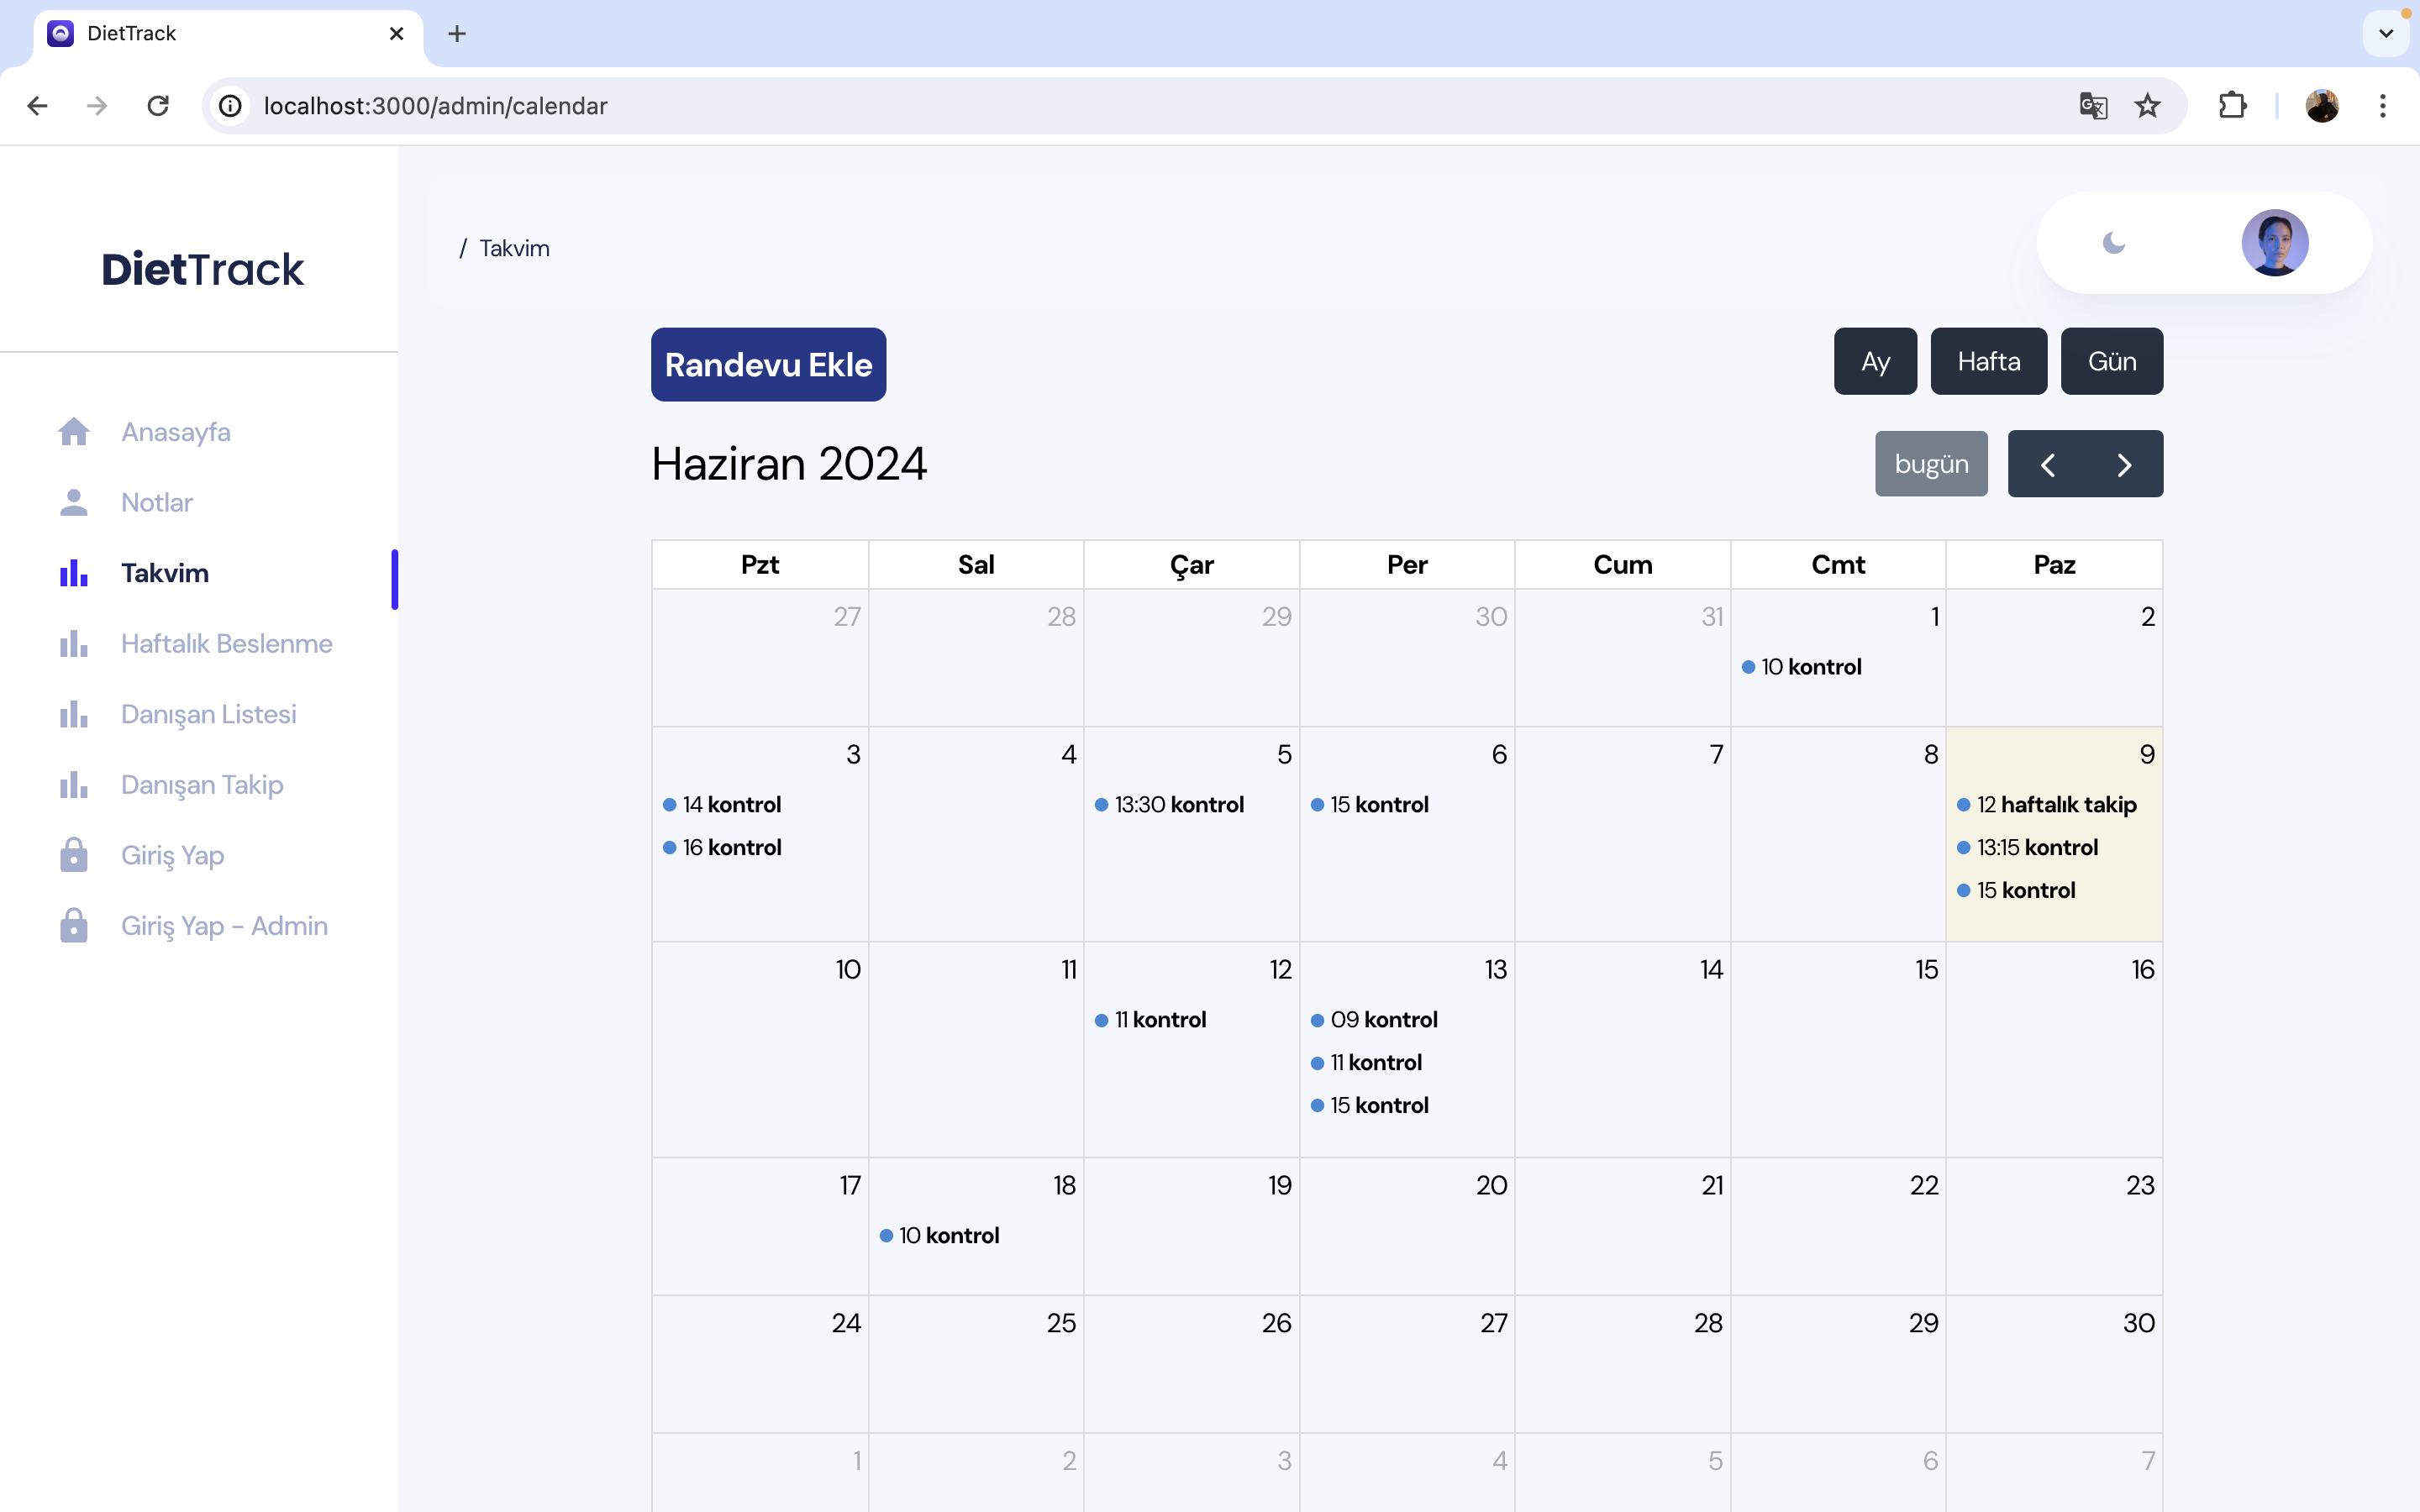 DietTrack
localhost:3000/admin/calendar
DietTrack
/ Takvim
Anasayfa
Notlar
Takvim
Haftalık Beslenme
Danışan Listesi
Danışan Takip
Giriş Yap
Giriş Yap - Admin
Randevu Ekle
Ay Hafta Gün
Haziran 2024
bugün
Pzt Sal Çar Per Cum Cmt Paz
27 28 29 30 31 1 2
10 kontrol
3 4 5 6 7 8 9
14 kontrol 13:30 kontrol 15 kontrol 12 haftalık takip
16 kontrol 13:15 kontrol
15 kontrol
10 11 12 13 14 15 16
11 kontrol 09 kontrol
11 kontrol
15 kontrol
17 18 19 20 21 22 23
10 kontrol
24 25 26 27 28 29 30
1 2 3 4 5 6 7